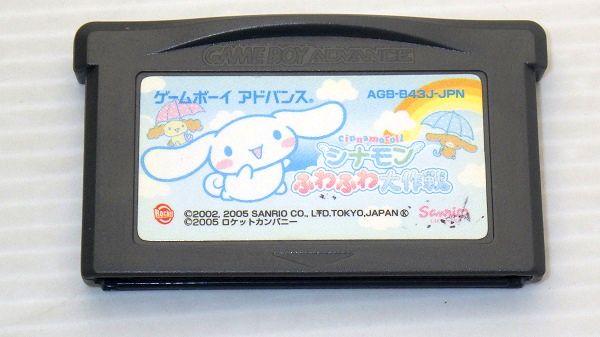 GAME BOY ADVANCE
ゲームボーイ アドバンス®
AGB-B43J-JPN
cinnamoroll
シナモン
ふわふわ大作戦
Rocket
©2002, 2005 SANRIO CO., LTD.TOKYO,JAPAN Ⓚ
©2005 ロケットカンパニー
Sanrio